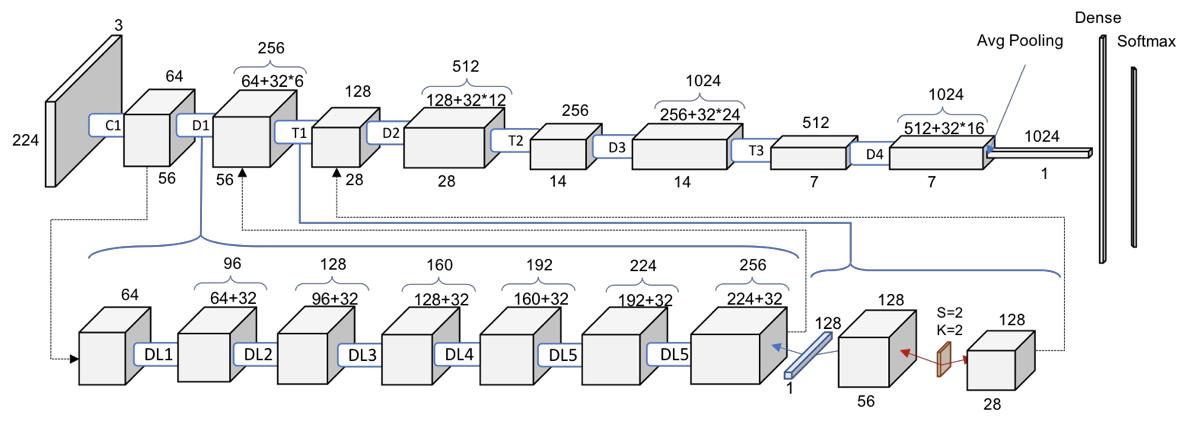 3
224
C1
64
56
D1
256
64+32*6
56
T1
128
28
D2
512
128+32*12
28
T2
256
14
D3
1024
256+32*24
14
T3
512
7
D4
1024
512+32*16
7
Avg Pooling
1024
1
Dense
Softmax
64
DL1
96
64+32
DL2
128
96+32
DL3
160
128+32
DL4
192
160+32
DL5
224
192+32
DL5
256
224+32
128
1
128
56
S=2
K=2
128
28